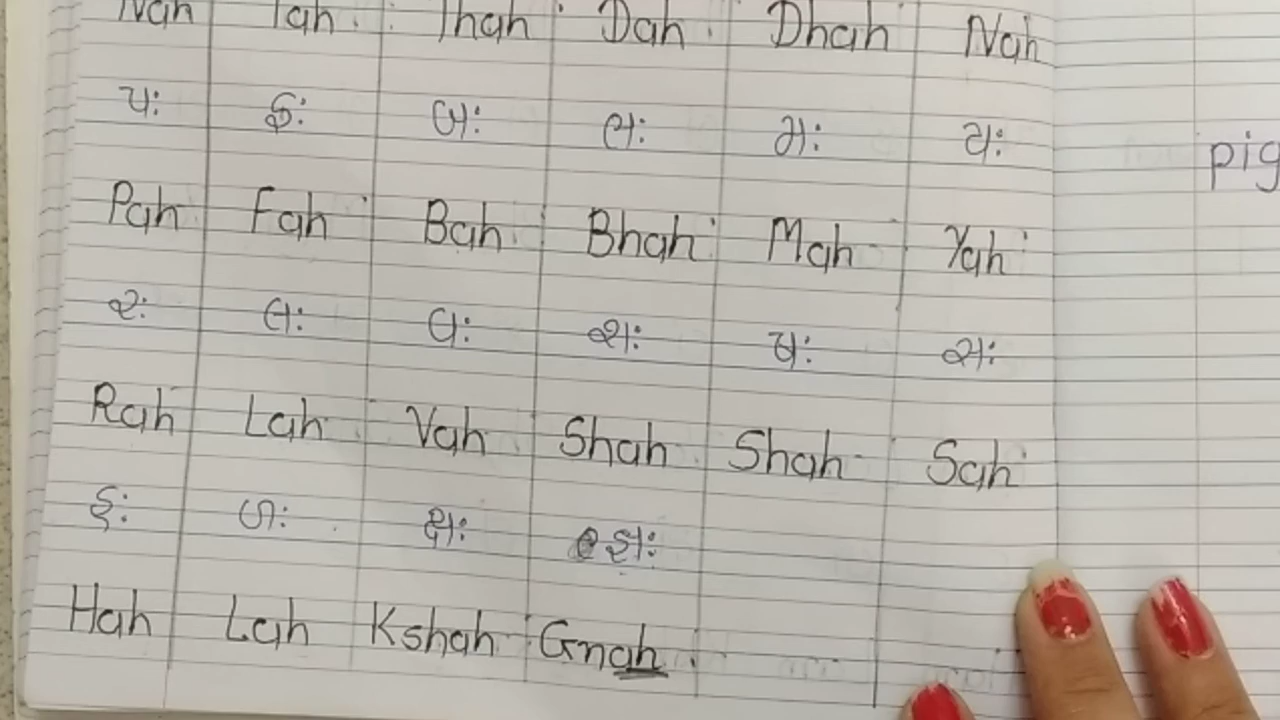 Nah Tah Thah Dah Dhah Nah
પઃ ફઃ બઃ ભઃ મઃ યઃ
pig
Pah Fah Bah Bhah Mah Yah
રઃ લઃ વઃ શઃ ષઃ સઃ
Rah Lah Vah Shah Shah Sah
હઃ ળઃ ક્ષઃ જ્ઞઃ
Hah Lah Kshah Gnah